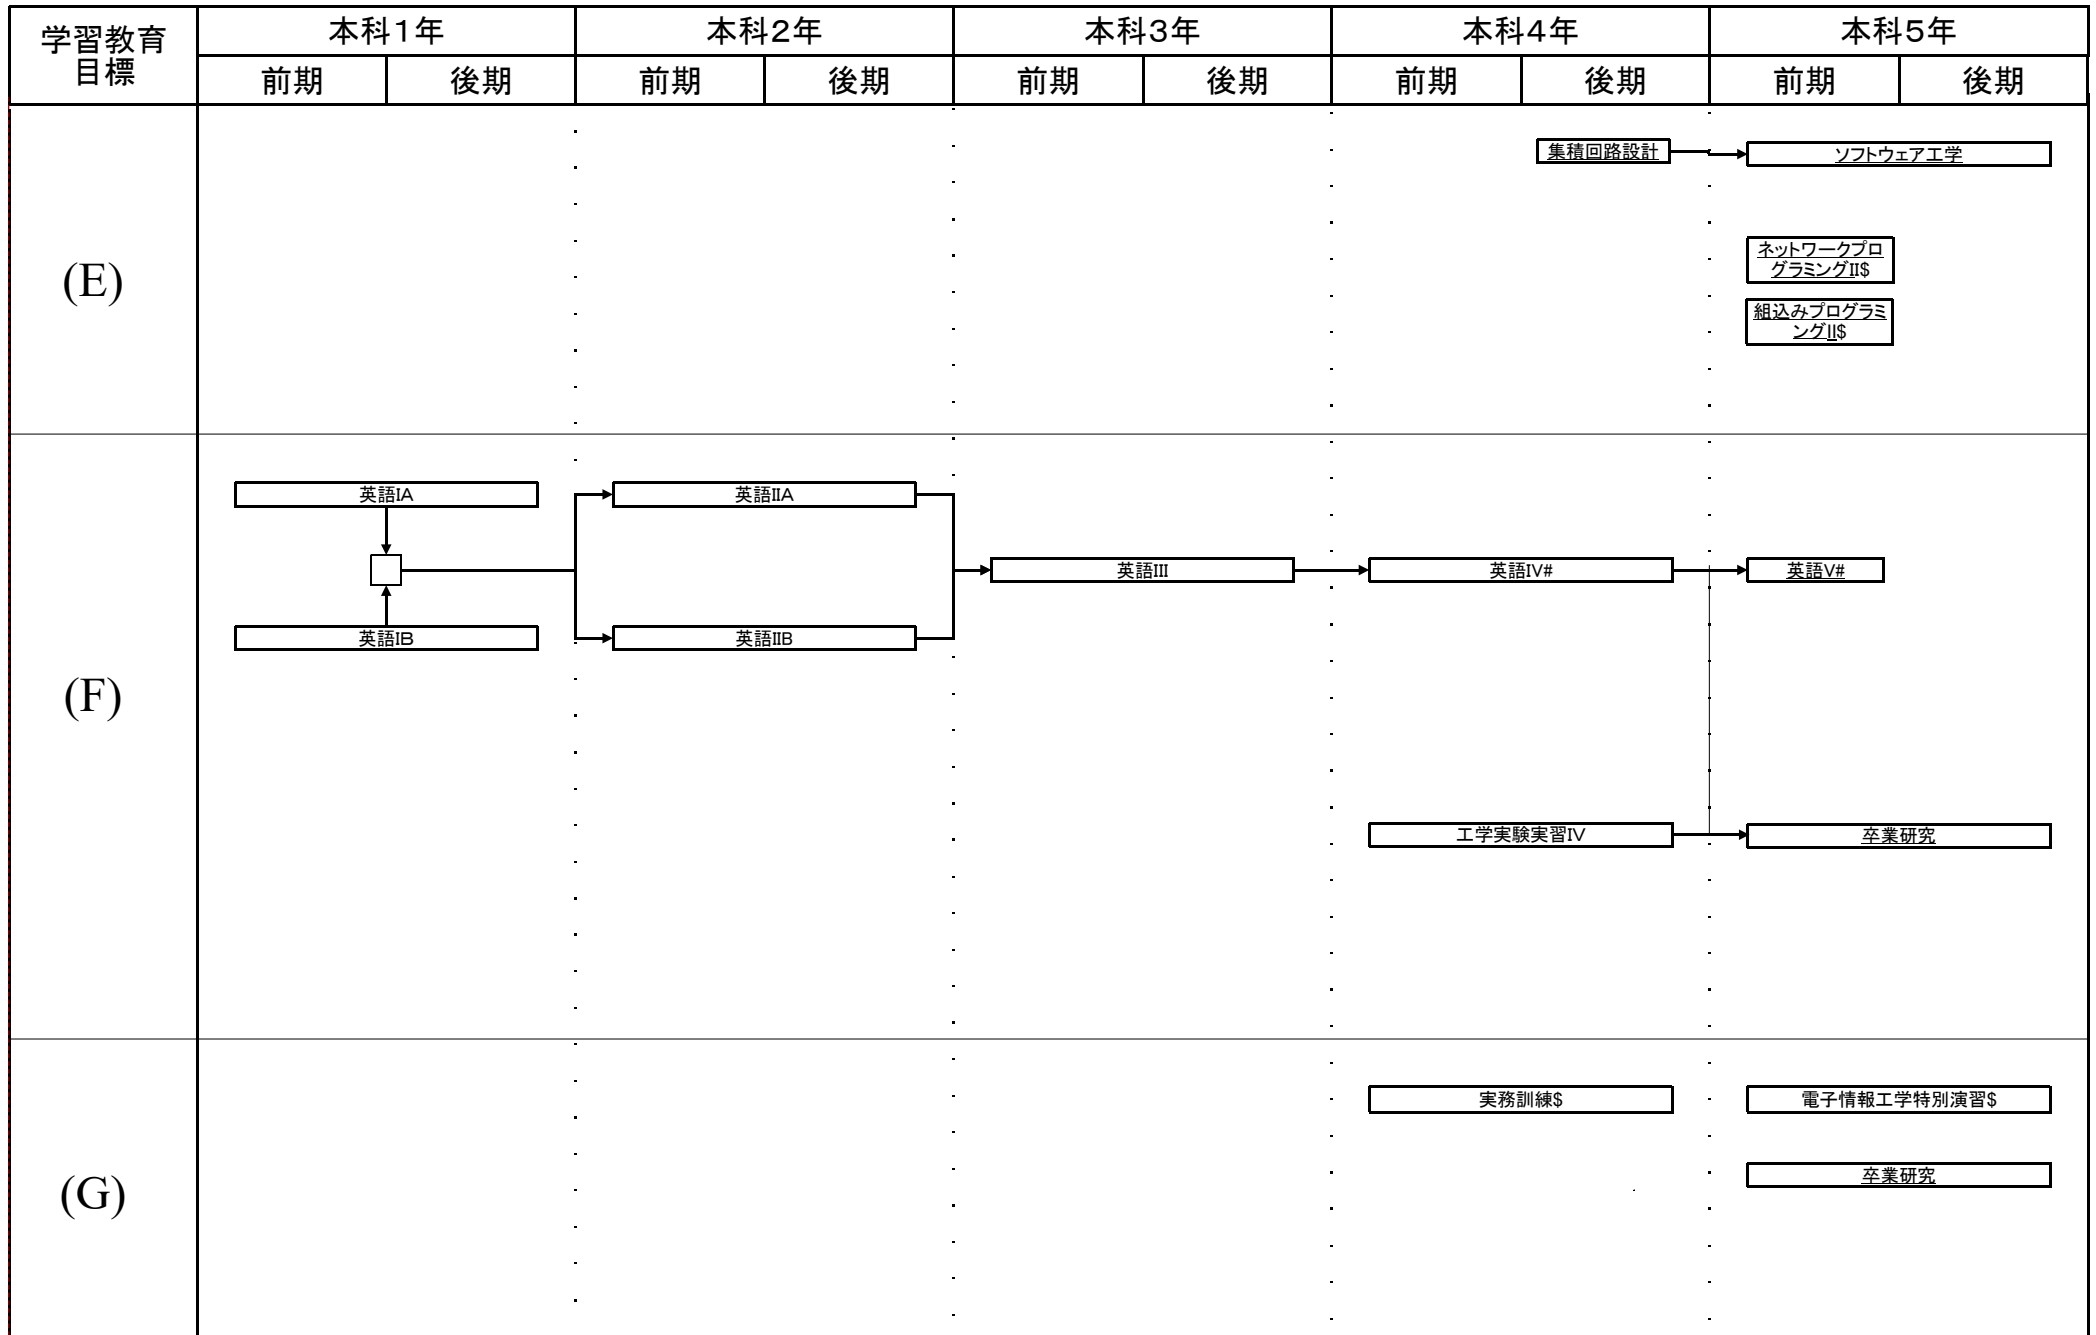 学習教育
目標
本科1年
本科2年
本科3年
本科4年
本科5年
前期
後期
前期
後期
前期
後期
前期
後期
前期
後期
(E)
集積回路設計
ソフトウェア工学
ネットワークプロ
グラミングII$
組込みプログラミ
ングII$
(F)
英語IA
英語IIA
英語III
英語IV#
英語V#
英語IB
英語IIB
工学実験実習IV
卒業研究
(G)
実務訓練$
電子情報工学特別演習$
卒業研究